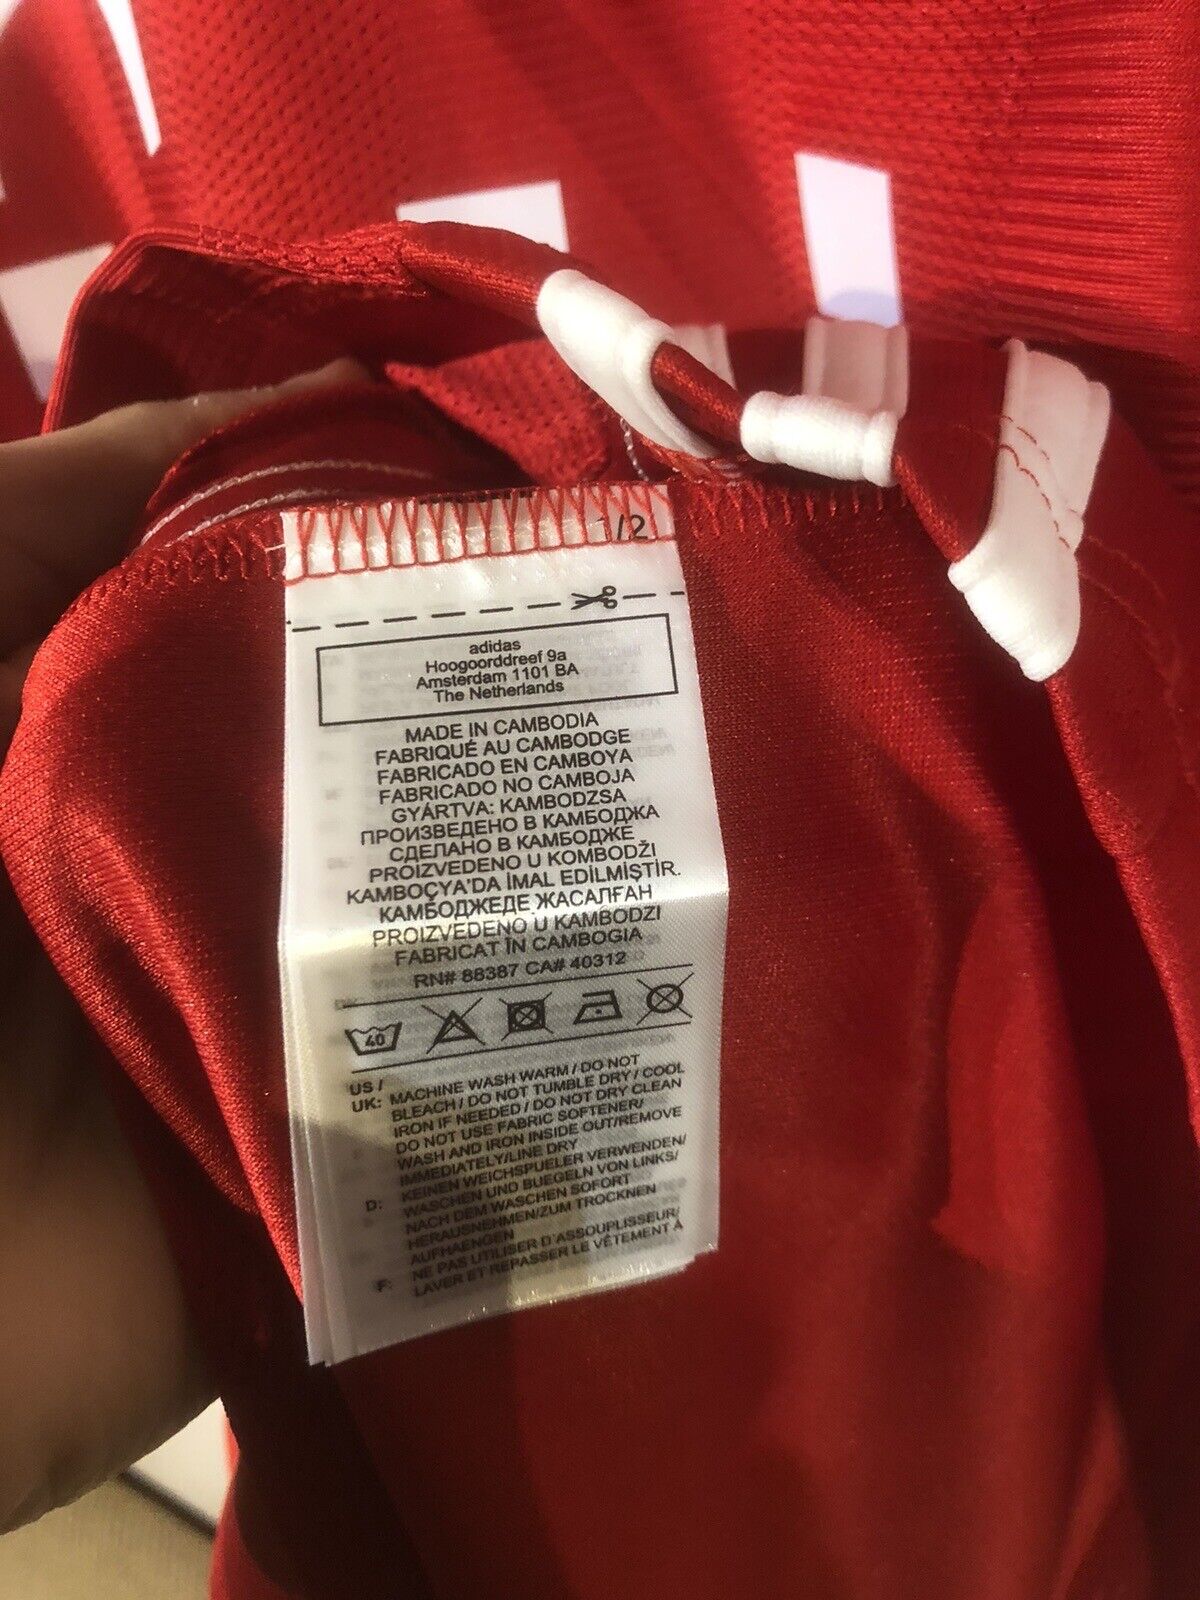 1/2
adidas
Hoogoorddreef 9a
Amsterdam 1101 BA
The Netherlands
MADE IN CAMBODIA
FABRIQUÉ AU CAMBODGE
FABRICADO EN CAMBOYA
FABRICADO NO CAMBOJA
GYÁRTVA: KAMBODZSA
ПРОИЗВЕДЕНО В КАМБОДЖА
СДЕЛАНО В КАМБОДЖЕ
PROIZVEDENO U KOMBODŽI
KAMBOÇYA'DA İMAL EDİLMİŞTİR.
КАМБОДЖЕДЕ ЖАСАЛҒАН
PROIZVEDENO U KAMBODZI
FABRICAT ÎN CAMBOGIA
RN# 88387 CA# 40312
40
US / UK: MACHINE WASH WARM / DO NOT
BLEACH / DO NOT TUMBLE DRY / COOL
IRON IF NEEDED / DO NOT DRY CLEAN
DO NOT USE FABRIC SOFTENER/
WASH AND IRON INSIDE OUT/REMOVE
IMMEDIATELY/LINE DRY
D: KEINEN WEICHSPUELER VERWENDEN/
WASCHEN UND BUEGELN VON LINKS/
NACH DEM WASCHEN SOFORT
HERAUSNEHMEN/ZUM TROCKNEN
AUFHAENGEN
F: NE PAS UTILISER D'ASSOUPLISSEUR/
LAVER ET REPASSER LE VÊTEMENT À